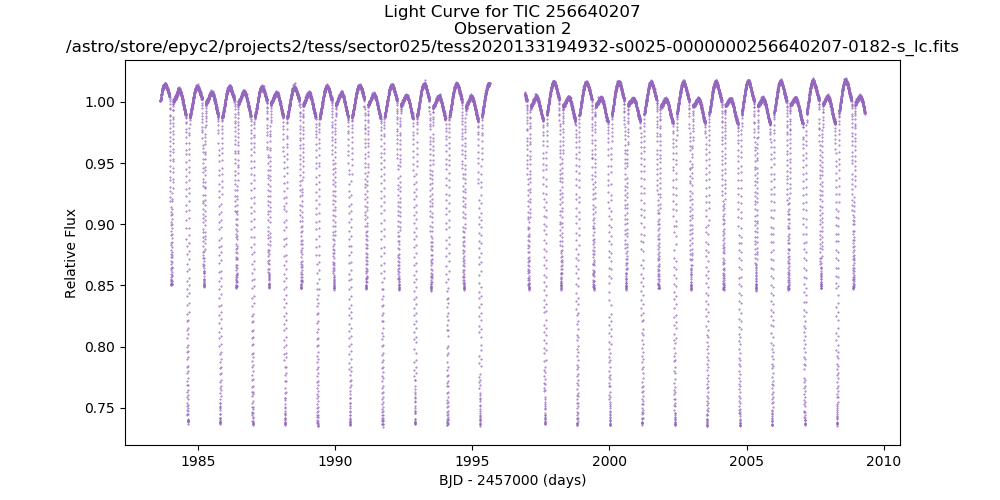 Light Curve for TIC 256640207
Observation 2
/astro/store/epyc2/projects2/tess/sector025/tess2020133194932-s0025-0000000256640207-0182-s_lc.fits
1.00
0.95
0.90
0.85
0.80
0.75
Relative Flux
1985
1990
1995
2000
2005
2010
BJD - 2457000 (days)